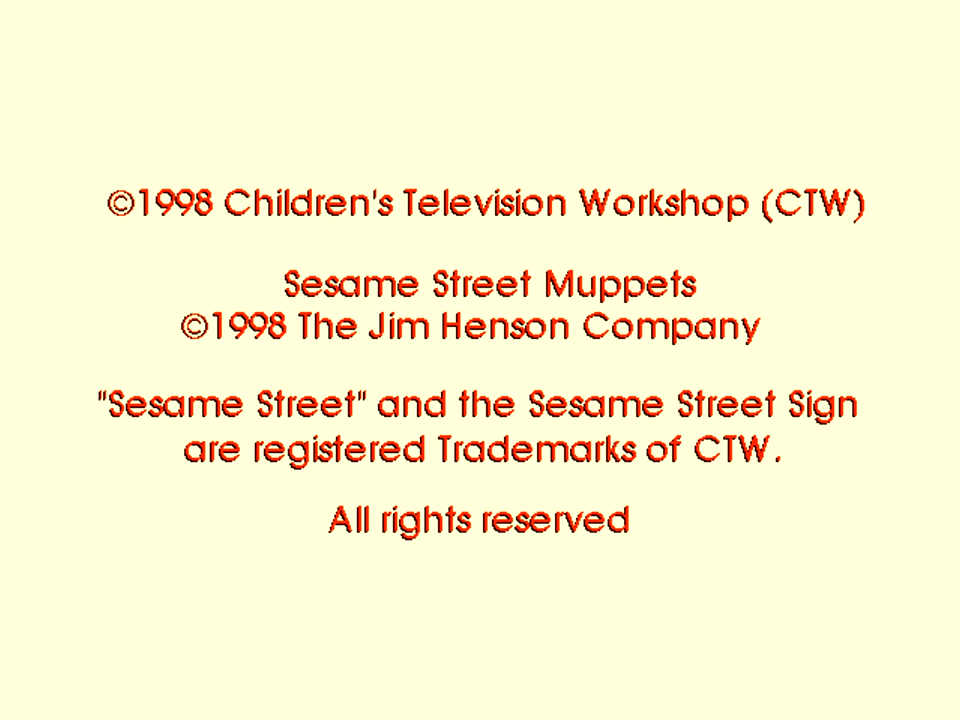 ©1998 Children's Television Workshop (CTW)
Sesame Street Muppets
©1998 The Jim Henson Company
"Sesame Street" and the Sesame Street Sign
are registered Trademarks of CTW.
All rights reserved